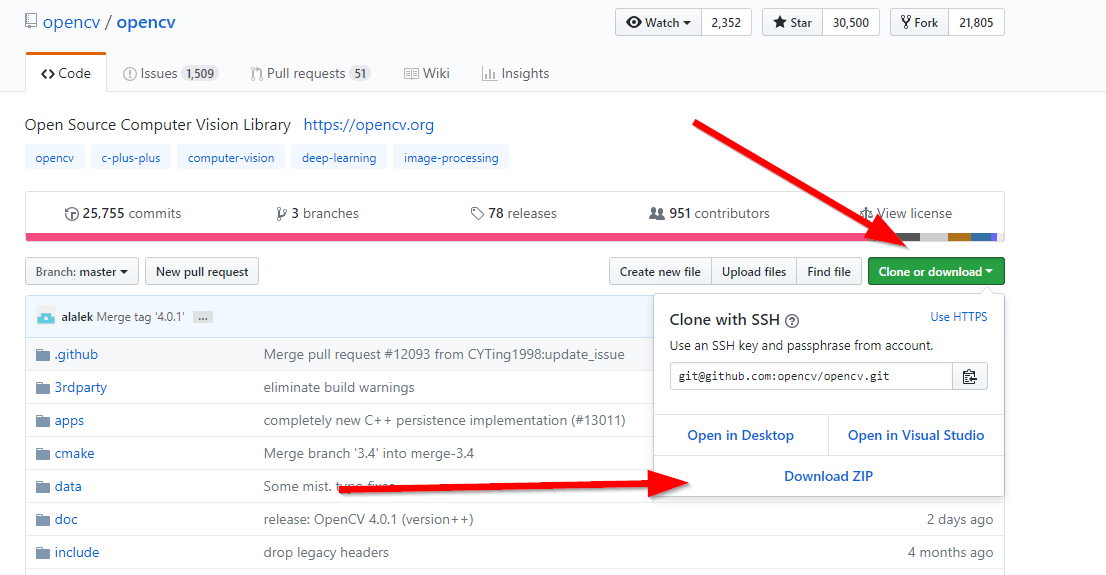 opencv / opencv Watch 2,352 Star 30,500 Fork 21,805
Code Issues 1,509 Pull requests 51 Wiki Insights
Open Source Computer Vision Library https://opencv.org
opencv c-plus-plus computer-vision deep-learning image-processing
25,755 commits 3 branches 78 releases 951 contributors View license
Branch: master New pull request Create new file Upload files Find file Clone or download
alalek Merge tag '4.0.1' ...
Clone with SSH ? Use HTTPS
Use an SSH key and passphrase from account.
git@github.com:opencv/opencv.git
Open in Desktop Open in Visual Studio
Download ZIP
.github Merge pull request #12093 from CYTing1998:update_issue
3rdparty eliminate build warnings
apps completely new C++ persistence implementation (#13011)
cmake Merge branch '3.4' into merge-3.4
data Some mist.
doc release: OpenCV 4.0.1 (version++) 2 days ago
include drop legacy headers 4 months ago